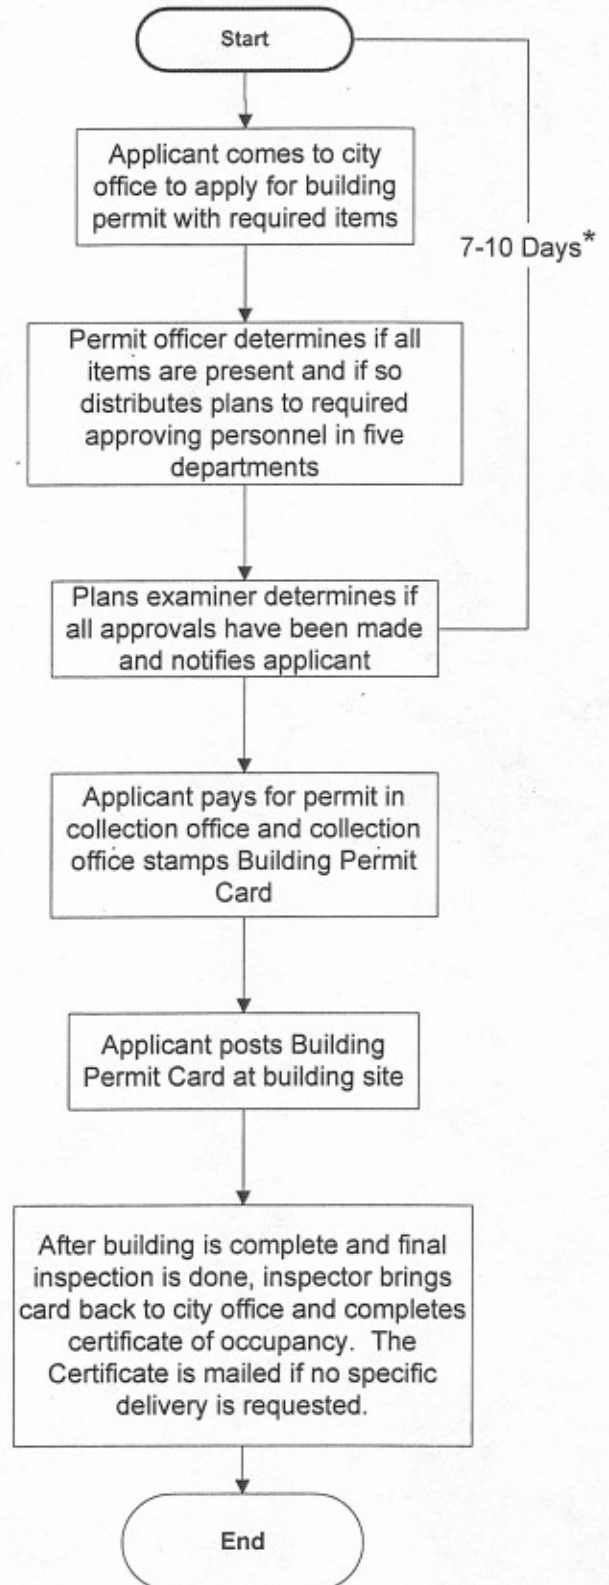 Start
Applicant comes to city
office to apply for building
permit with required items
7-10 Days*
Permit officer determines if all
items are present and if so
distributes plans to required
approving personnel in five
departments
Plans examiner determines if
all approvals have been made
and notifies applicant
Applicant pays for permit in
collection office and collection
office stamps Building Permit
Card
Applicant posts Building
Permit Card at building site
After building is complete and final
inspection is done, inspector brings
card back to city office and completes
certificate of occupancy. The
Certificate is mailed if no specific
delivery is requested.
End